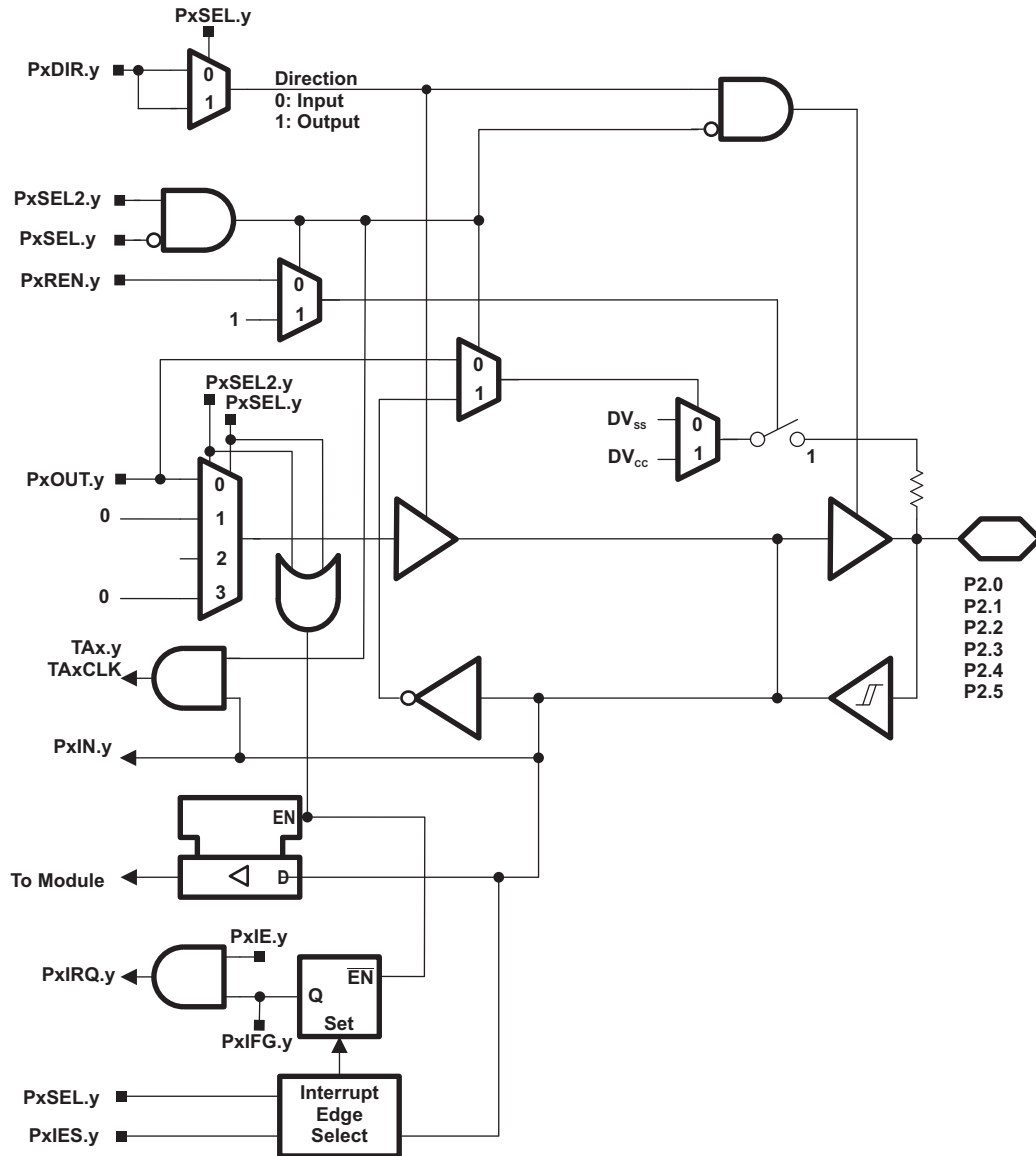 PxSEL.y
PxDIR.y
0
1
Direction
0: Input
1: Output
PxSEL2.y
PxSEL.y
PxREN.y
0
1
1
0
1
PxSEL2.y
PxSEL.y
DVSS
0
DVCC
1
1
PxOUT.y
0
0
1
2
0
3
P2.0
P2.1
P2.2
P2.3
P2.4
P2.5
TAx.y
TAxCLK
PxIN.y
EN
To Module
D
PxIE.y
PxIRQ.y
EN
Q
Set
PxIFG.y
PxSEL.y
PxIES.y
Interrupt
Edge
Select